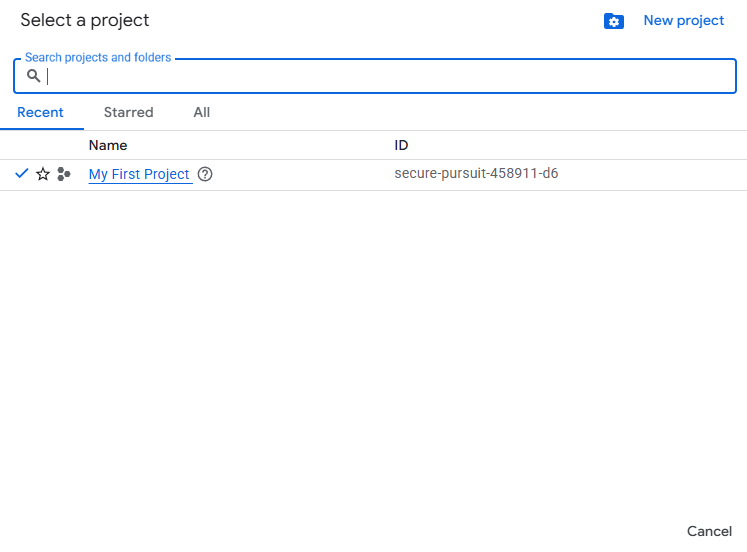 Select a project
New project
Search projects and folders
Recent Starred All
Name ID
My First Project secure-pursuit-458911-d6
Cancel